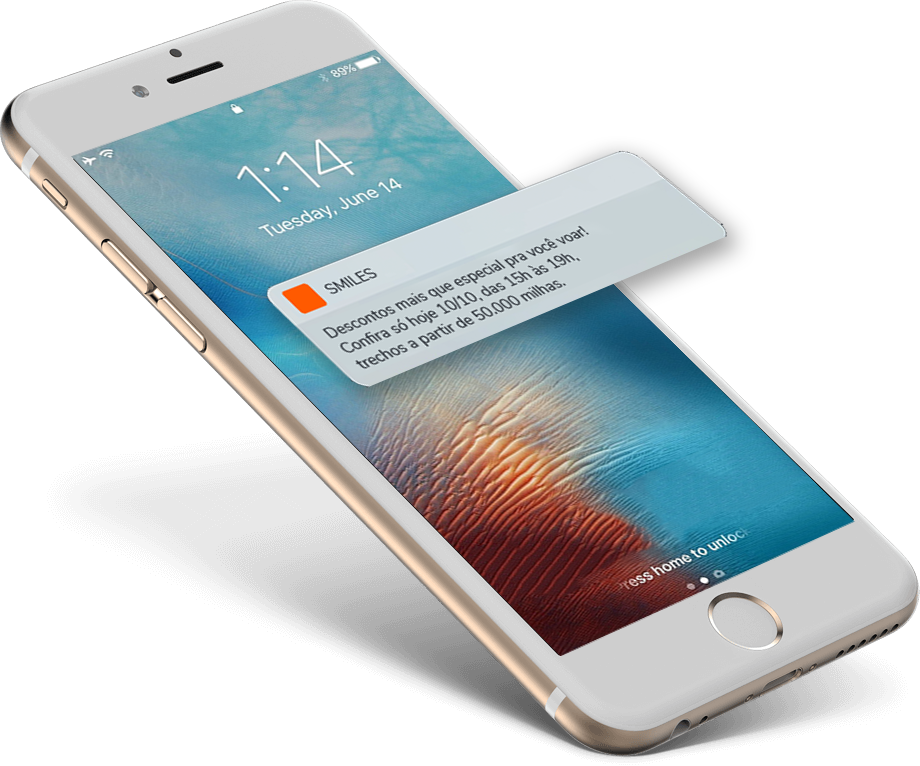 89%
1:14
Tuesday, June 14
SMILES
Descontos mais que especial pra você voar!
Confira só hoje 10/10, das 15h às 19h,
trechos a partir de 50.000 milhas.
ress home to unloc